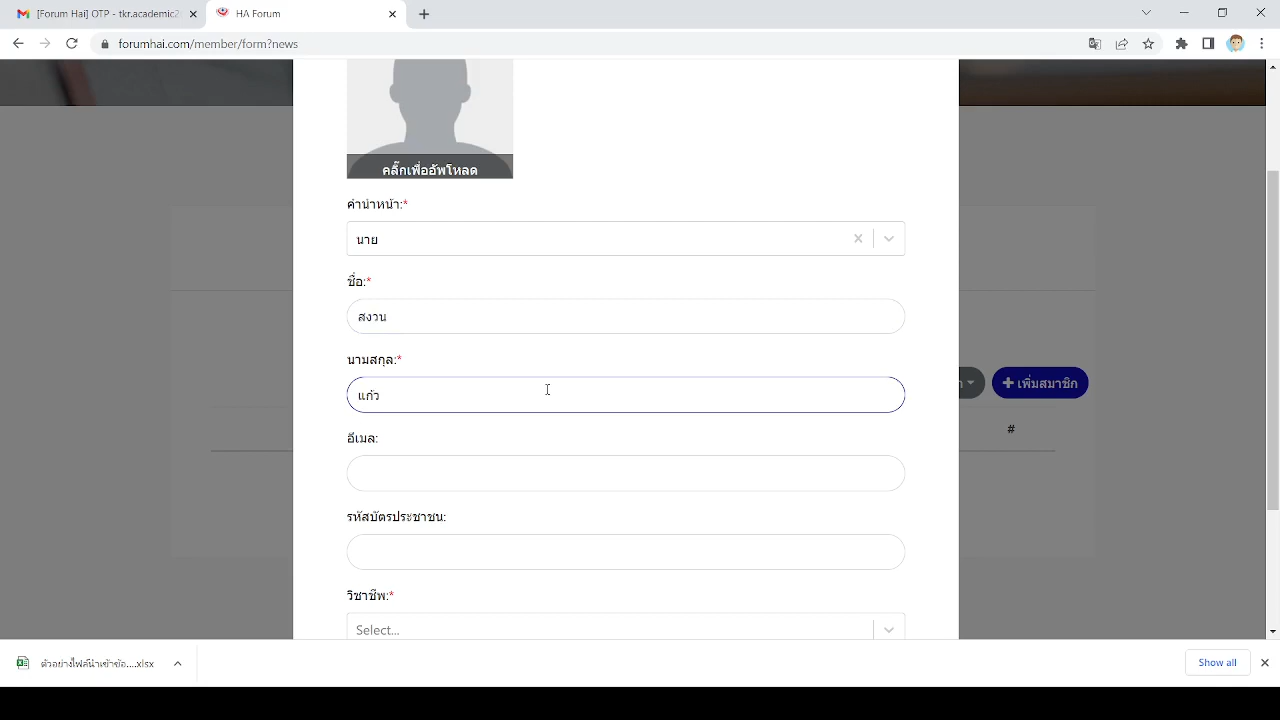 [Forum Hai] OTP - tkr.academic2
HA Forum
forumhai.com/member/form?news
คลิ๊กเพื่ออัพโหลด
คำนำหน้า:*
นาย
ชื่อ:*
สงวน
นามสกุล:*
แก้ว
เพิ่มสมาชิก
#
อีเมล:
รหัสบัตรประชาชน:
วิชาชีพ:*
Select...
ตัวอย่างไฟล์นำเข้าข้อ....xlsx
Show all